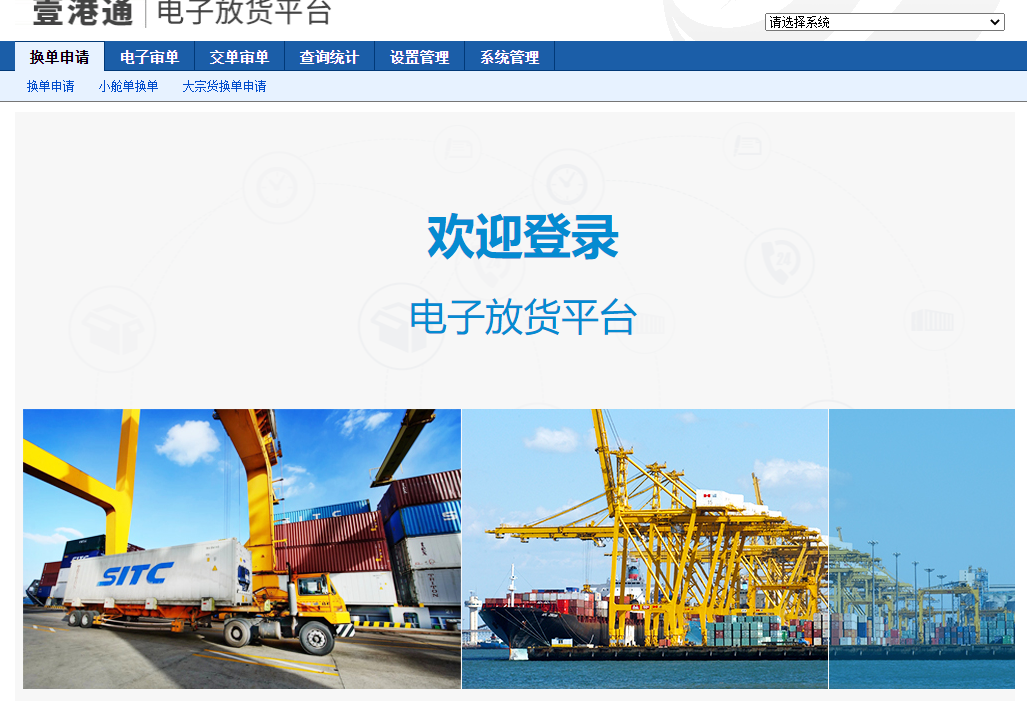 壹港通 电子放货平台
请选择系统
换单申请 电子审单 交单审单 查询统计 设置管理 系统管理
换单申请 小舱单换单 大宗货换单申请
欢迎登录
电子放货平台
SITC